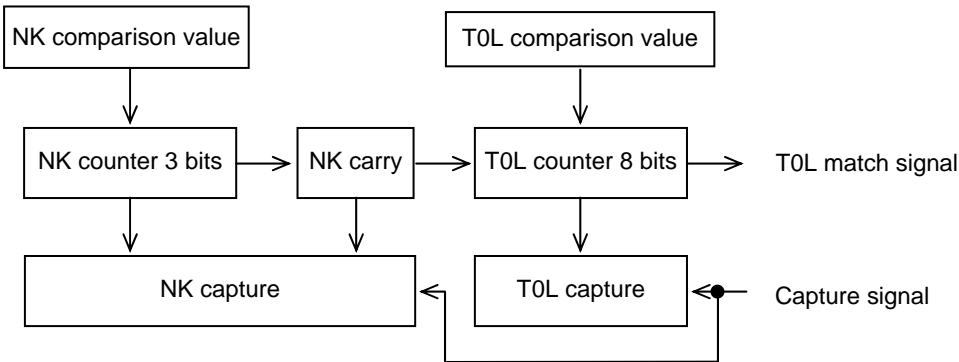 NK comparison value
T0L comparison value
NK counter 3 bits
NK carry
T0L counter 8 bits
T0L match signal
NK capture
T0L capture
Capture signal